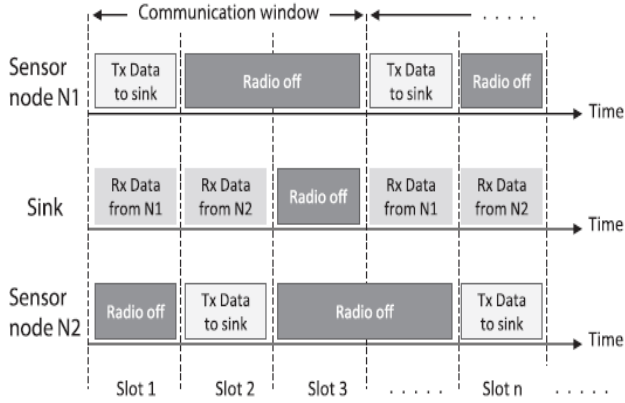 Communication window
. . . . .
Sensor
node N1
Tx Data
to sink
Radio off
Tx Data
to sink
Radio off
Time
Sink
Rx Data
from N1
Rx Data
from N2
Radio off
Rx Data
from N1
Rx Data
from N2
Time
Sensor
node N2
Radio off
Tx Data
to sink
Radio off
Tx Data
to sink
Time
Slot 1
Slot 2
Slot 3
. . . . .
Slot n
. . . . .